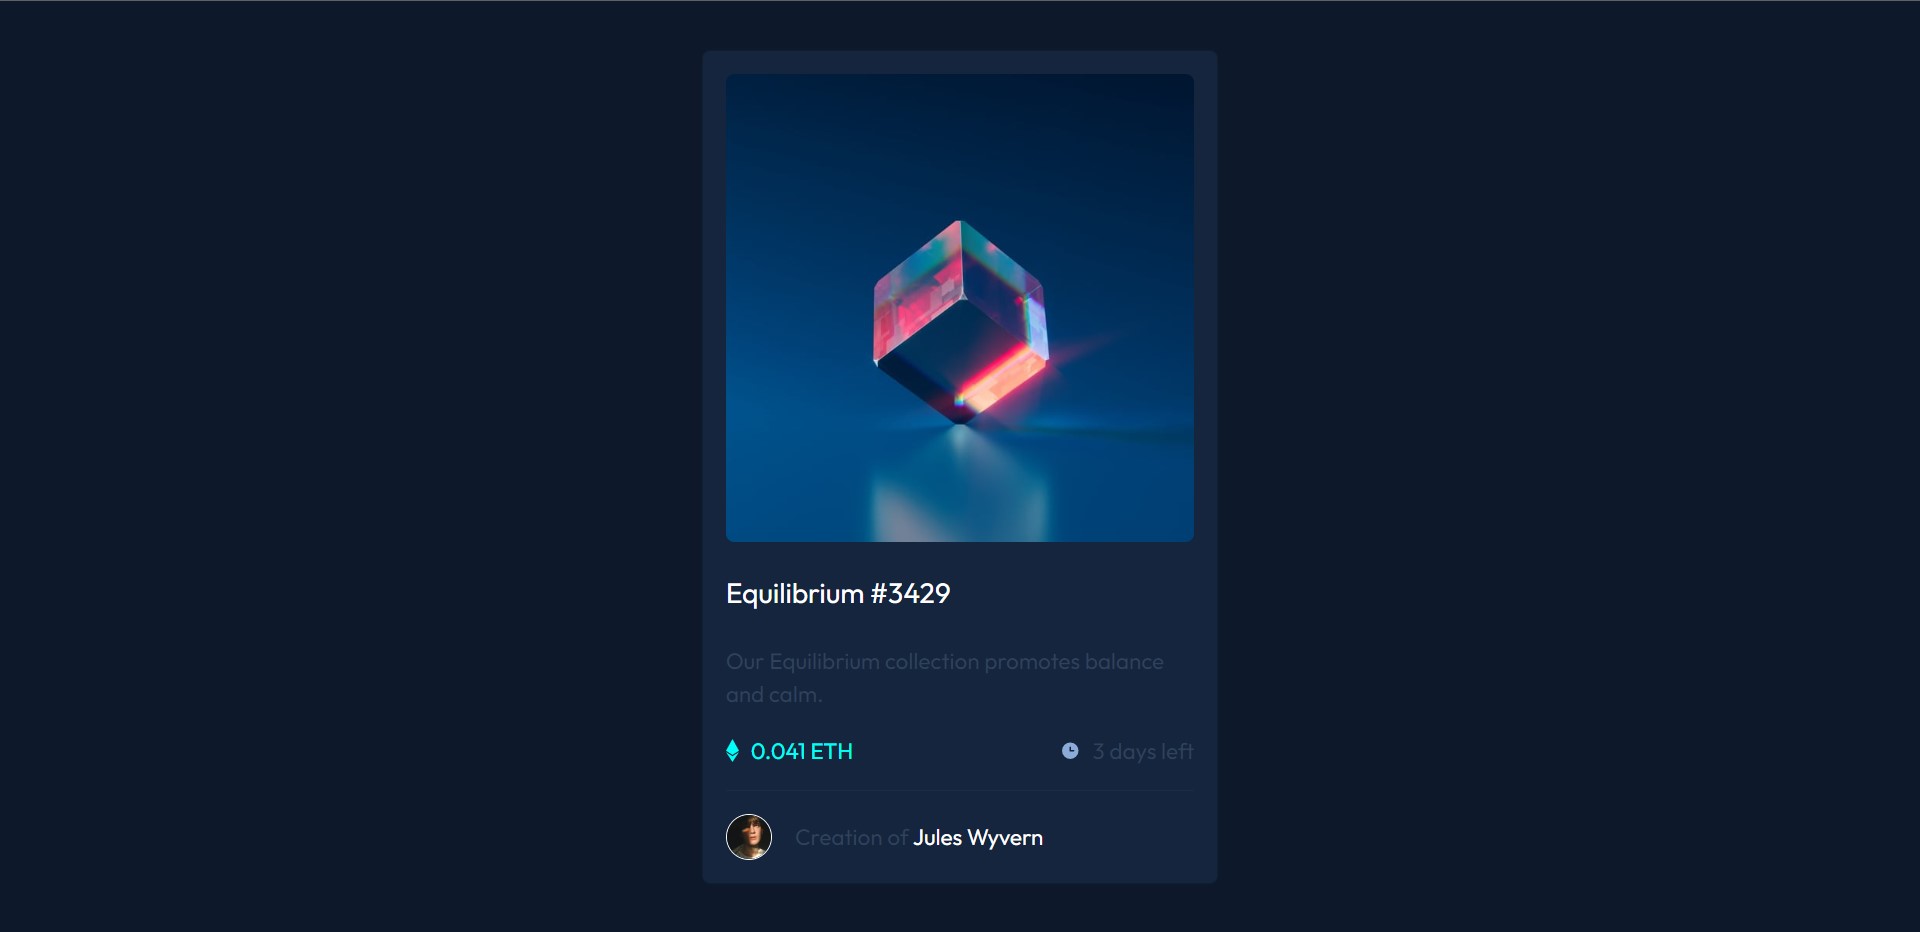 Equilibrium #3429
Our Equilibrium collection promotes balance
and calm.
0.041 ETH
3 days left
Creation of Jules Wyvern